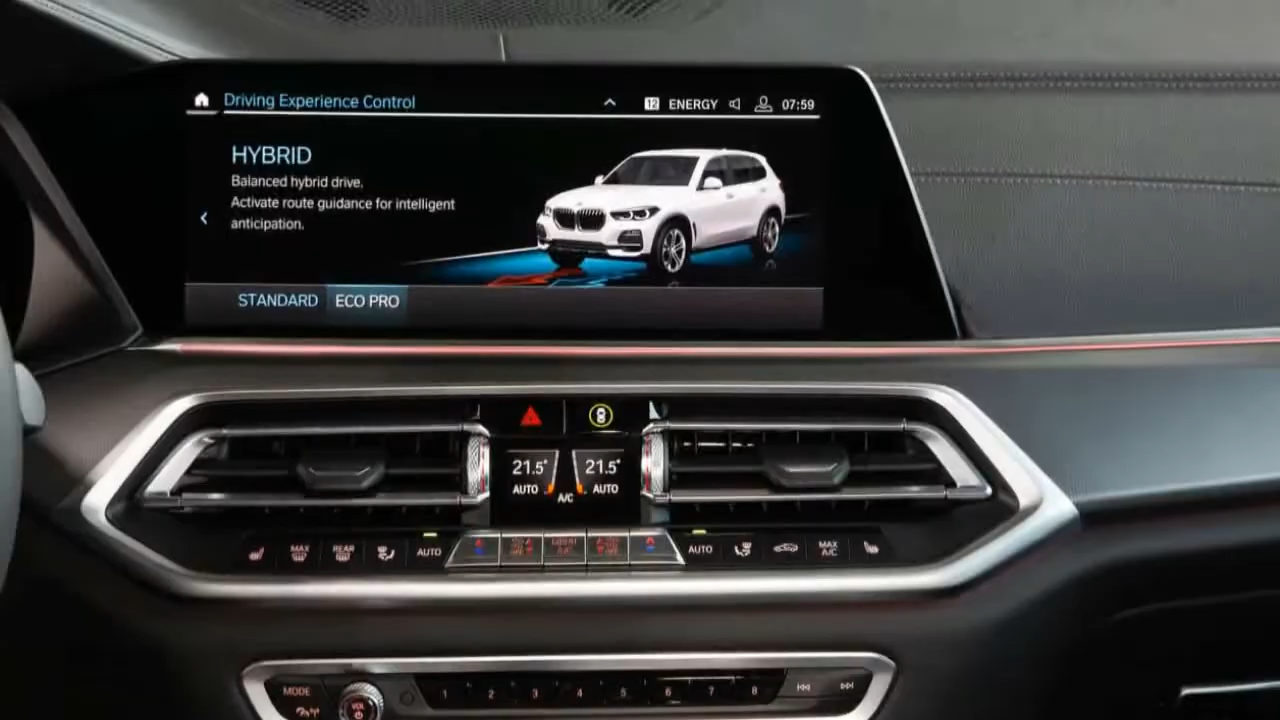 Driving Experience Control
12 ENERGY 07:59
HYBRID
Balanced hybrid drive.
Activate route guidance for intelligent
anticipation.
STANDARD ECO PRO
21.5° 21.5°
AUTO A/C AUTO
MAX REAR AUTO AUTO MAX A/C
MODE
VOL
1 2 3 4 5 6 7 8